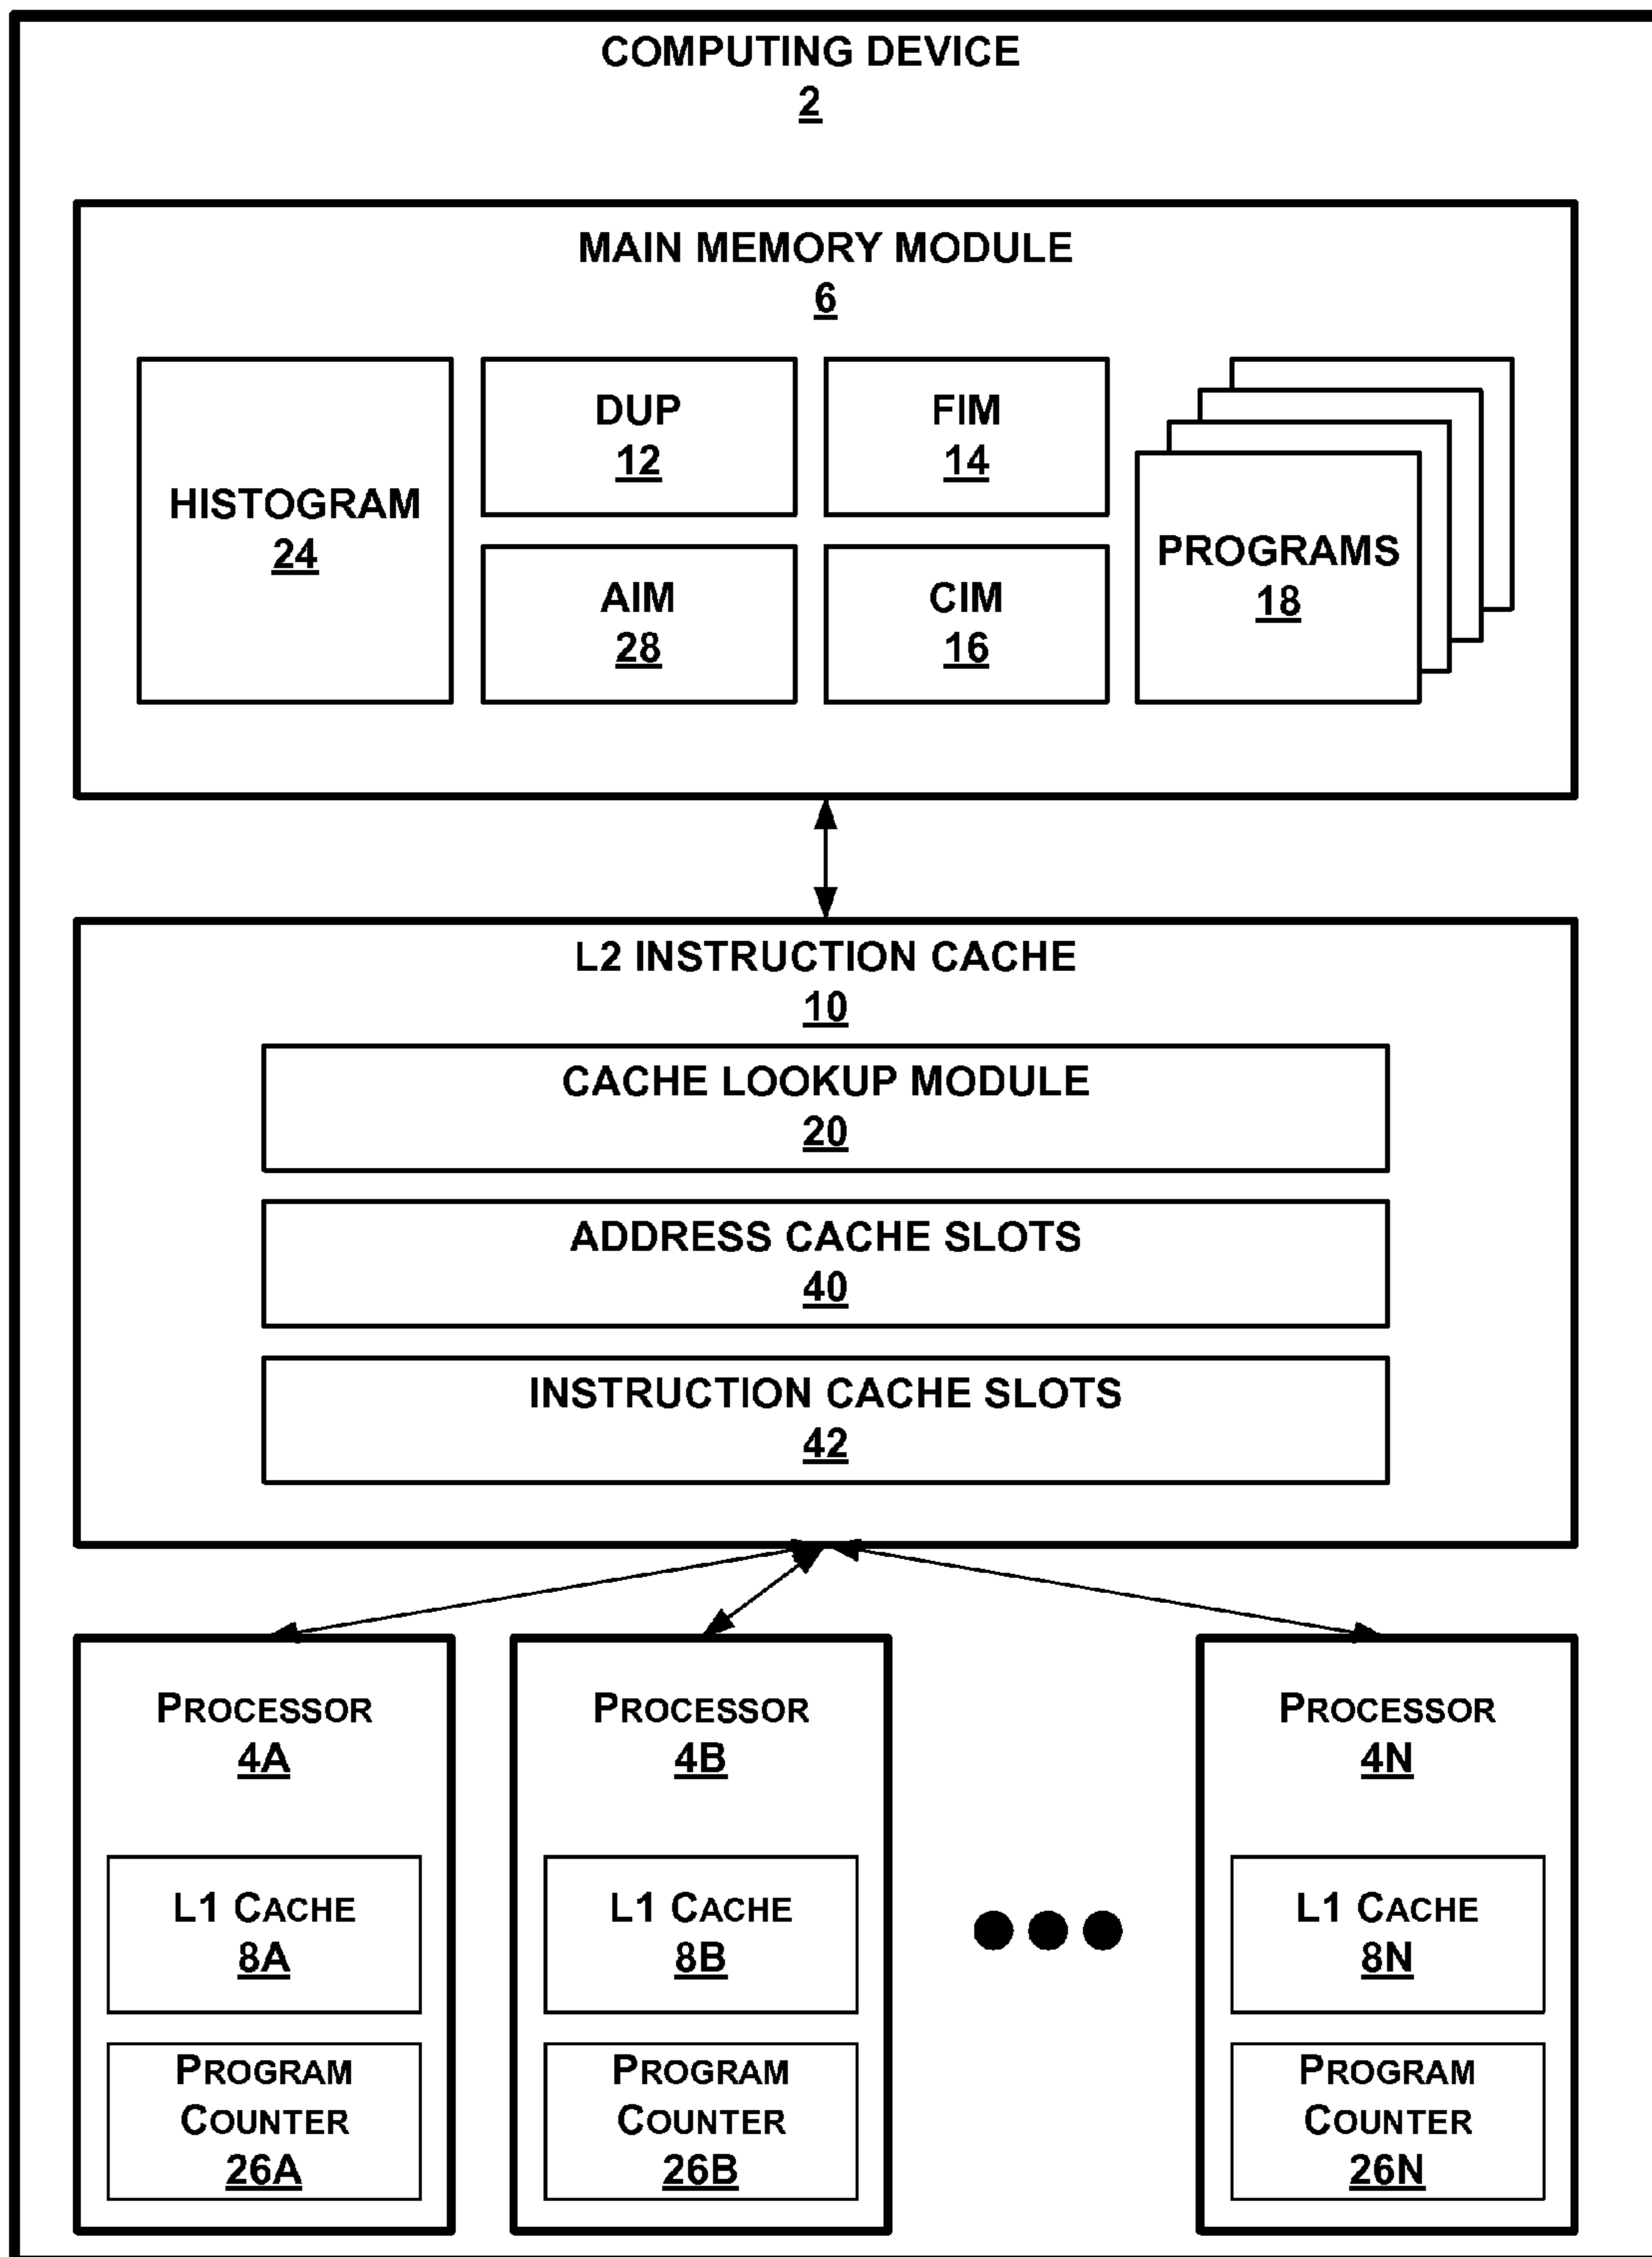 COMPUTING DEVICE
2
MAIN MEMORY MODULE
6
HISTOGRAM
24
DUP
12
FIM
14
AIM
28
CIM
16
PROGRAMS
18
L2 INSTRUCTION CACHE
10
CACHE LOOKUP MODULE
20
ADDRESS CACHE SLOTS
40
INSTRUCTION CACHE SLOTS
42
PROCESSOR
4A
L1 CACHE
8A
PROGRAM
COUNTER
26A
PROCESSOR
4B
L1 CACHE
8B
PROGRAM
COUNTER
26B
PROCESSOR
4N
L1 CACHE
8N
PROGRAM
COUNTER
26N